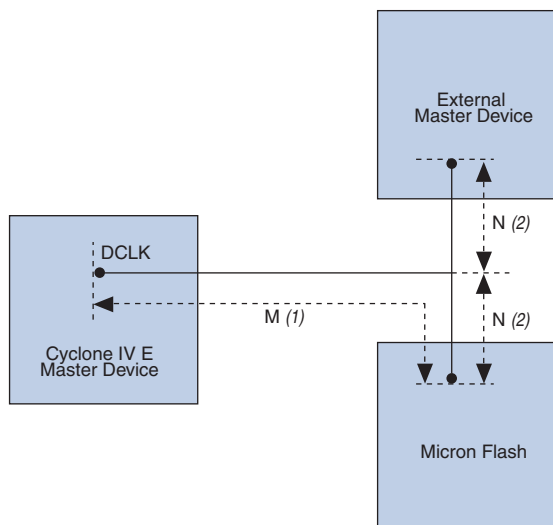 External
Master Device
N (2)
DCLK
M (1)
N (2)
Cyclone IV E
Master Device
Micron Flash